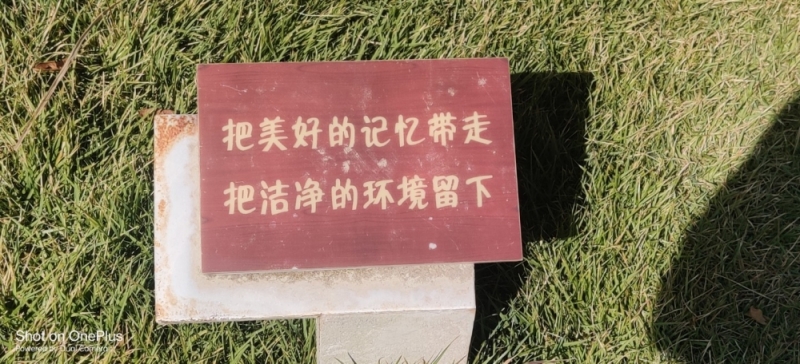 把美好的记忆带走
把洁净的环境留下
Shot on OnePlus